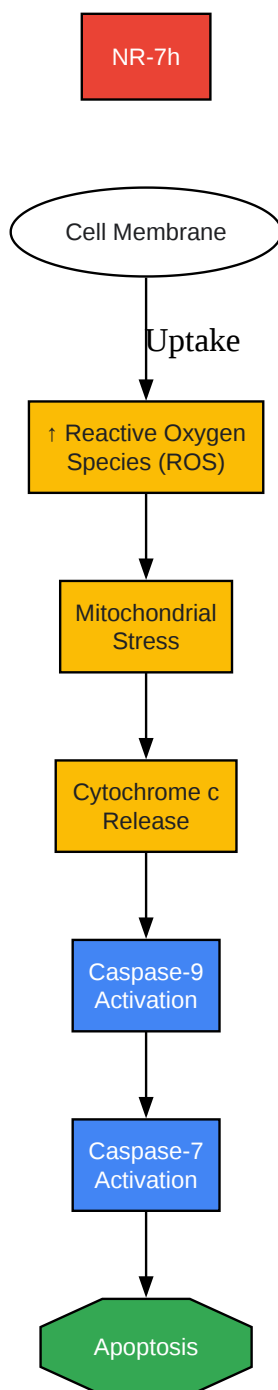 NR-7h
Cell Membrane
Uptake
↑ Reactive Oxygen
Species (ROS)
Mitochondrial
Stress
Cytochrome c
Release
Caspase-9
Activation
Caspase-7
Activation
Apoptosis